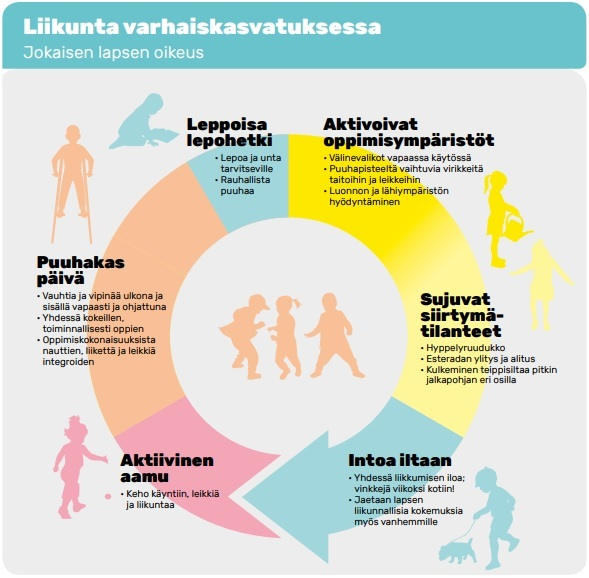 Liikunta varhaiskasvatuksessa
Jokaisen lapsen oikeus
Leppoisa
lepohetki
• Lepoa ja unta
tarvitseville
• Rauhallista
puuhaa
Aktivoivat
oppimisympäristöt
• Välinevalikot vapaassa käytössä
• Puuhapisteeltä vaihtuvia virikkeitä
taitoihin ja leikkeihin
• Luonnon ja lähiympäristön
hyödyntäminen
Puuhakas
päivä
• Vauhtia ja vipinää ulkona ja
sisällä vapaasti ja ohjattuna
• Yhdessä kokeillen,
toiminnallisesti oppien
• Oppimiskokonaisuuksista
nauttien, liikettä ja leikkiä
integroiden
Sujuvat
siirtymä-
tilanteet
• Hyppelyruudukko
• Esteradan ylitys ja alitus
• Kulkeminen teippisiltaa pitkin
jalkapohjan eri osilla
Aktiivinen
aamu
• Keho käyntiin, leikkiä
ja liikuntaa
Intoa iltaan
• Yhdessä liikkumisen iloa;
vinkkejä viikoksi kotiin!
• Jaetaan lapsen
liikunnallisia kokemuksia
myös vanhemmille